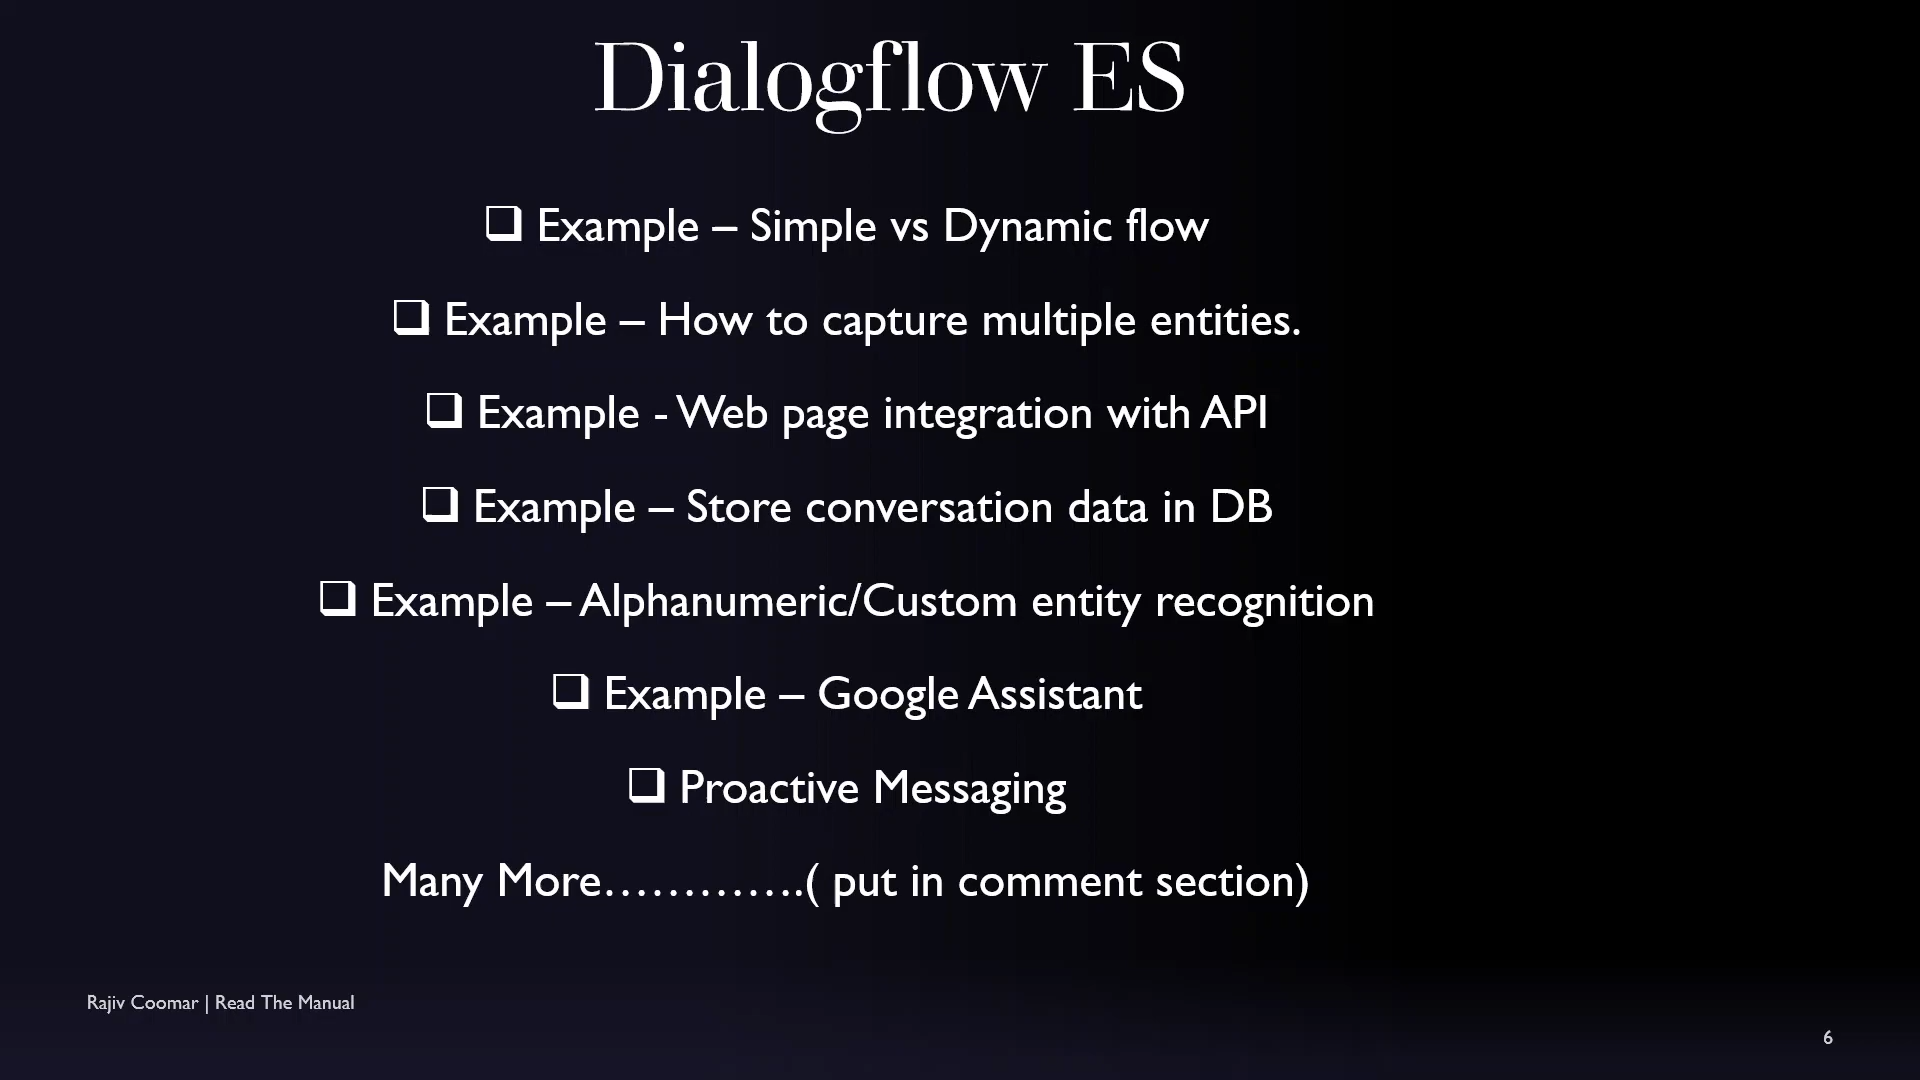 Dialogflow ES
❑ Example – Simple vs Dynamic flow
❑ Example – How to capture multiple entities.
❑ Example - Web page integration with API
❑ Example – Store conversation data in DB
❑ Example – Alphanumeric/Custom entity recognition
❑ Example – Google Assistant
❑ Proactive Messaging
Many More………….( put in comment section)
Rajiv Coomar | Read The Manual
6